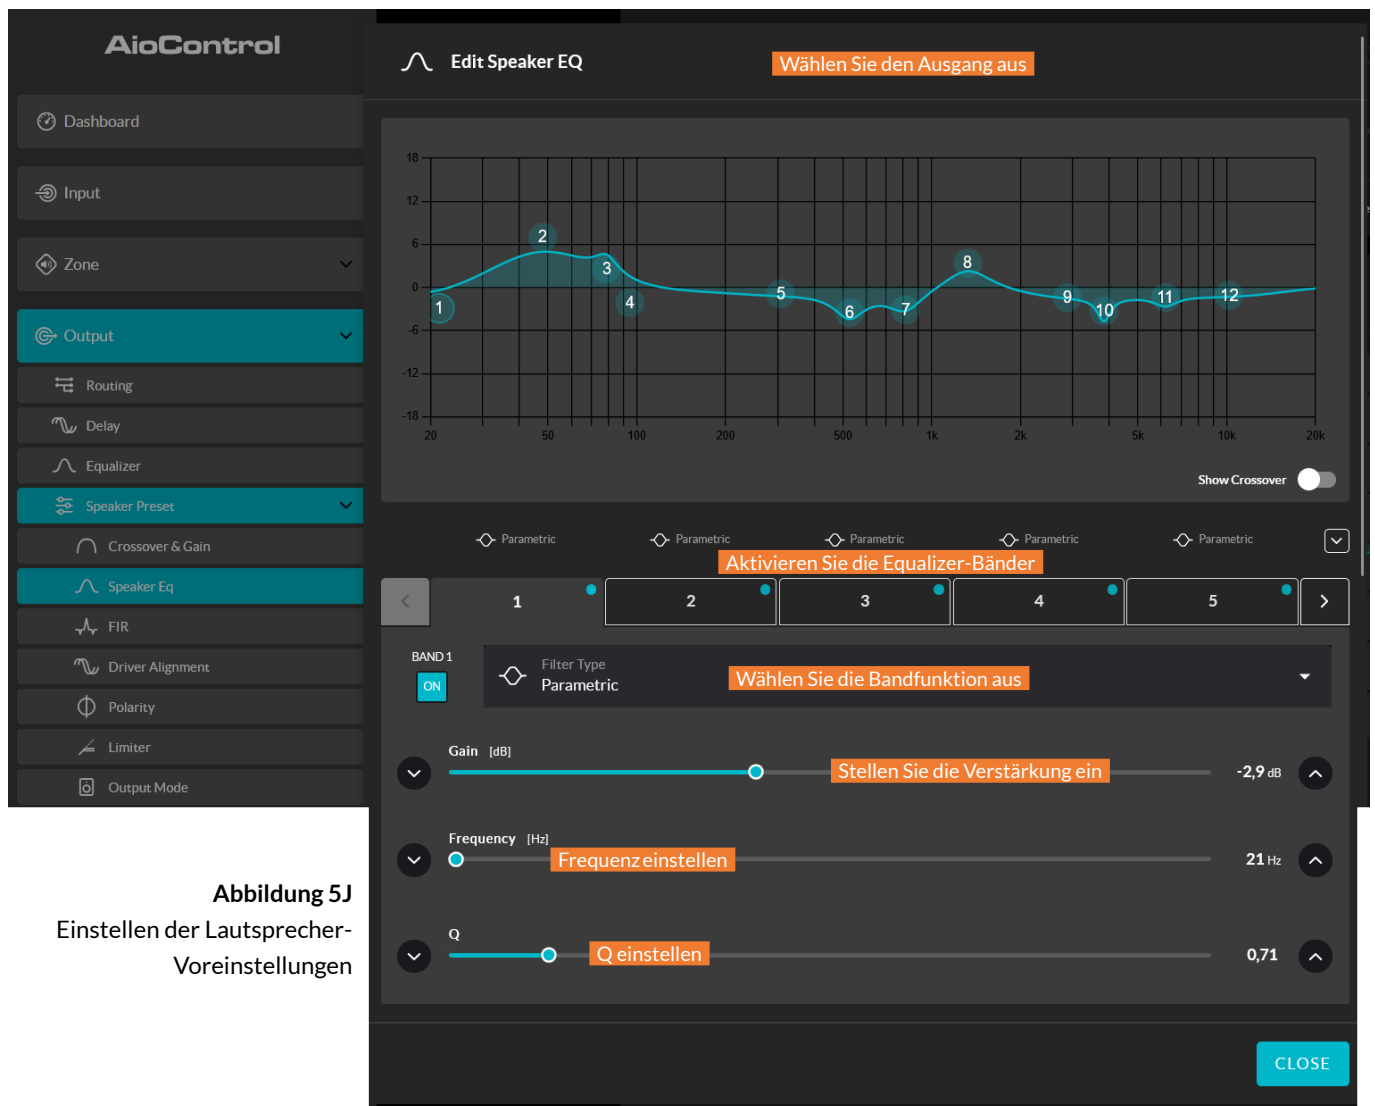 AioControl
Dashboard
Input
Zone
Output
Routing
Delay
Equalizer
Speaker Preset
Crossover & Gain
Speaker Eq
FIR
Driver Alignment
Polarity
Limiter
Output Mode
Abbildung 5J
Einstellen der Lautsprecher-
Voreinstellungen
Edit Speaker EQ
Wählen Sie den Ausgang aus
18
12
6
0
-6
-12
-18
1 2 3 4 5 6 7 8 9 10 11 12
20 50 100 200 500 1k 2k 5k 10k 20k
Show Crossover
Parametric Parametric Parametric Parametric Parametric
Aktivieren Sie die Equalizer-Bänder
1 2 3 4 5
BAND 1
ON
Filter Type
Parametric
Wählen Sie die Bandfunktion aus
Gain [dB]
Stellen Sie die Verstärkung ein
-2,9 dB
Frequency [Hz]
Frequenz einstellen
21 Hz
Q
Q einstellen
0,71
CLOSE